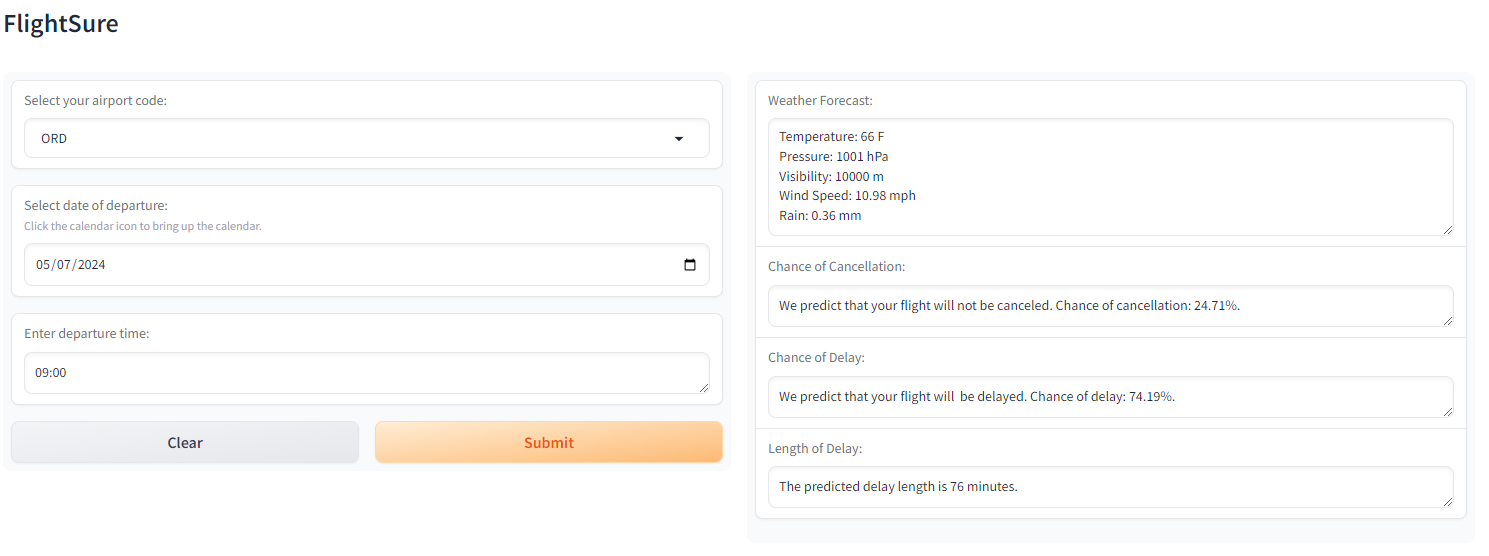 FlightSure
Select your airport code:
ORD
Select date of departure:
Click the calendar icon to bring up the calendar.
05/07/2024
Enter departure time:
09:00
Clear
Submit
Weather Forecast:
Temperature: 66 F
Pressure: 1001 hPa
Visibility: 10000 m
Wind Speed: 10.98 mph
Rain: 0.36 mm
Chance of Cancellation:
We predict that your flight will not be canceled. Chance of cancellation: 24.71%.
Chance of Delay:
We predict that your flight will  be delayed. Chance of delay: 74.19%.
Length of Delay:
The predicted delay length is 76 minutes.